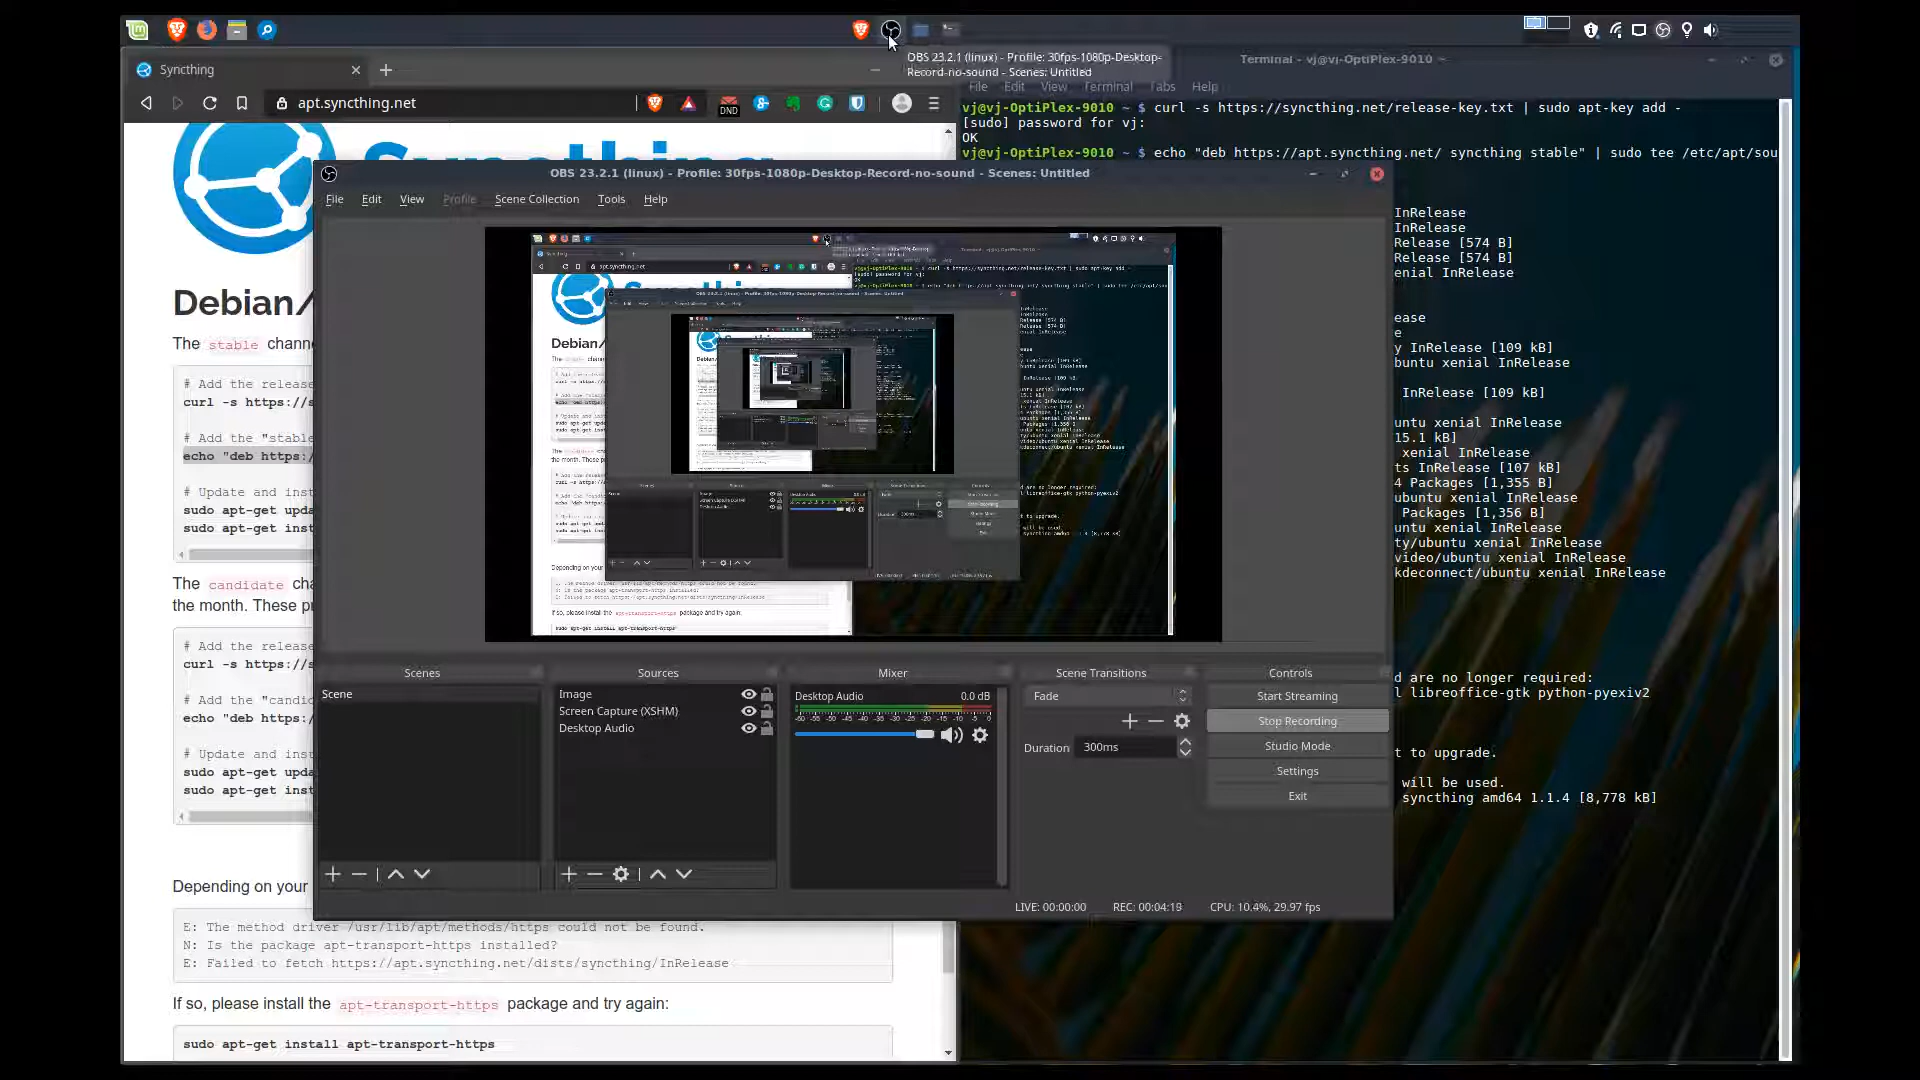 OBS 23.2.1 (linux) - Profile: 30fps-1080p-Desktop-
Record-no-sound - Scenes: Untitled
Syncthing
apt.syncthing.net
DND
Debian/
The stable chann
# Add the release
curl -s https://s
# Add the "stable
echo "deb https:/
# Update and inst
sudo apt-get upda
sudo apt-get inst
The candidate cha
the month. These pr
# Add the release
curl -s https://s
# Add the "candid
echo "deb https:/
# Update and inst
sudo apt-get upda
sudo apt-get inst
Depending on your
E: The method driver /usr/lib/apt/methods/https could not be found.
N: Is the package apt-transport-https installed?
E: Failed to fetch https://apt.syncthing.net/dists/syncthing/InRelease
If so, please install the apt-transport-https package and try again:
sudo apt-get install apt-transport-https
Terminal - vj@vj-OptiPlex-9010 ~
File Edit View Terminal Tabs Help
vj@vj-OptiPlex-9010 ~ $ curl -s https://syncthing.net/release-key.txt | sudo apt-key add -
[sudo] password for vj:
OK
vj@vj-OptiPlex-9010 ~ $ echo "deb https://apt.syncthing.net/ syncthing stable" | sudo tee /etc/apt/sou
InRelease
InRelease
Release [574 B]
Release [574 B]
enial InRelease
ease
e
y InRelease [109 kB]
buntu xenial InRelease
InRelease [109 kB]
untu xenial InRelease
15.1 kB]
xenial InRelease
ts InRelease [107 kB]
4 Packages [1,355 B]
ubuntu xenial InRelease
Packages [1,356 B]
untu xenial InRelease
ty/ubuntu xenial InRelease
video/ubuntu xenial InRelease
kdeconnect/ubuntu xenial InRelease
d are no longer required:
l libreoffice-gtk python-pyexiv2
t to upgrade.
will be used.
syncthing amd64 1.1.4 [8,778 kB]
OBS 23.2.1 (linux) - Profile: 30fps-1080p-Desktop-Record-no-sound - Scenes: Untitled
File Edit View Profile Scene Collection Tools Help
Scenes
Scene
Sources
Image
Screen Capture (XSHM)
Desktop Audio
Mixer
Desktop Audio 0.0 dB
-60 -55 -50 -45 -40 -35 -30 -25 -20 -15 -10 -5 0
Scene Transitions
Fade
Duration 300ms
Controls
Start Streaming
Stop Recording
Studio Mode
Settings
Exit
LIVE: 00:00:00 REC: 00:04:19 CPU: 10.4%, 29.97 fps